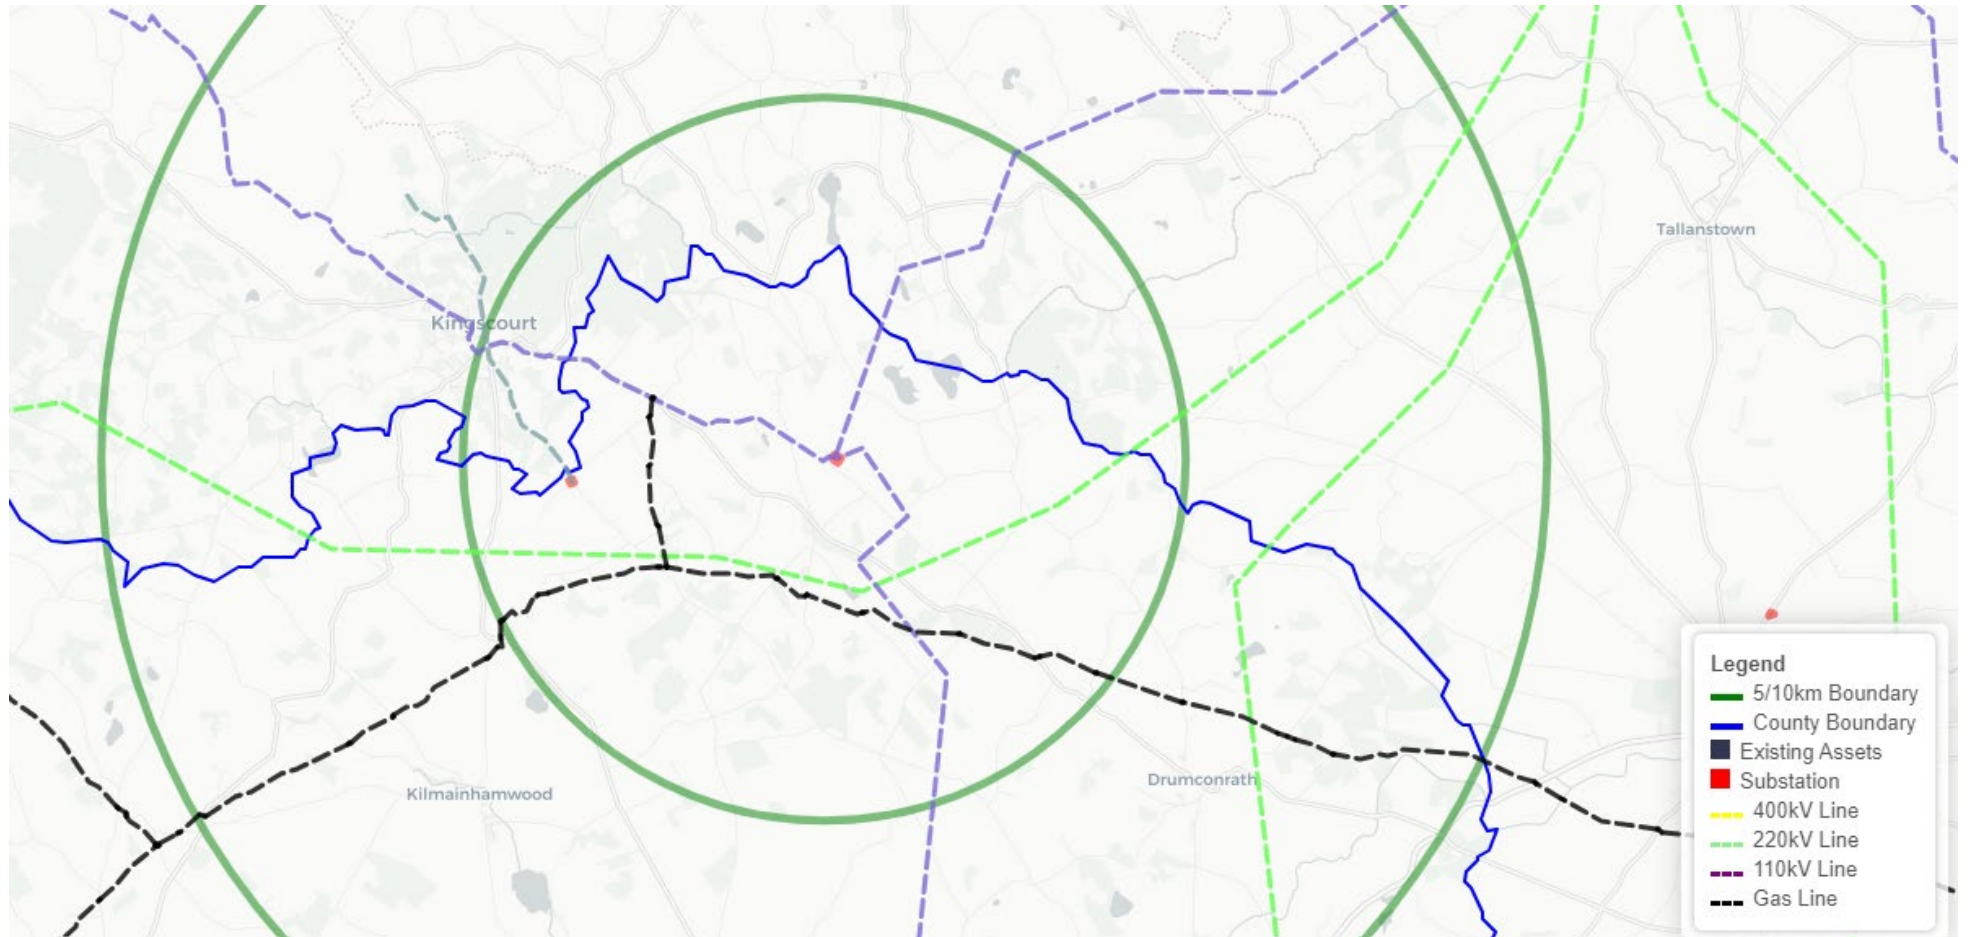 Tallanstown
Kingscourt
Drumconrath
Kilmainhamwood
Legend
5/10km Boundary
County Boundary
Existing Assets
Substation
400kV Line
220kV Line
110kV Line
Gas Line